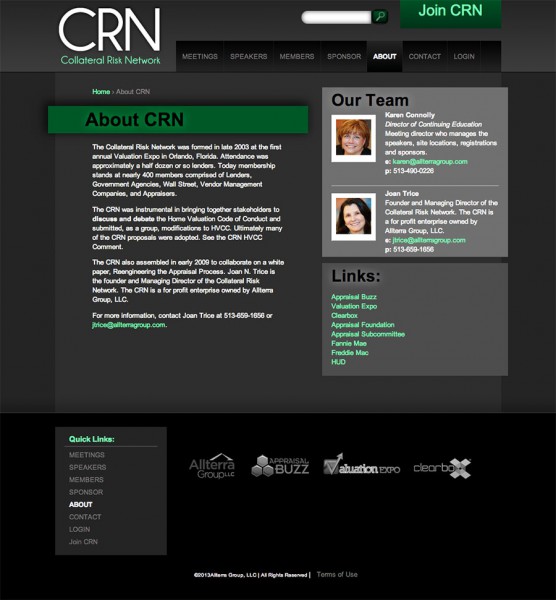 CRN
Collateral Risk Network
Join CRN
MEETINGS
SPEAKERS
MEMBERS
SPONSOR
ABOUT
CONTACT
LOGIN
Home › About CRN
About CRN
The Collateral Risk Network was formed in late 2003 at the first
annual Valuation Expo in Orlando, Florida. Attendance was
approximately a half dozen or so lenders. Today membership
stands at nearly 400 members comprised of Lenders,
Government Agencies, Wall Street, Vendor Management
Companies, and Appraisers.
The CRN was instrumental in bringing together stakeholders to
discuss and debate the Home Valuation Code of Conduct and
submitted, as a group, modifications to HVCC. Ultimately many
of the CRN proposals were adopted. See the CRN HVCC
Comment.
The CRN also assembled in early 2009 to collaborate on a white
paper, Reengineering the Appraisal Process. Joan N. Trice is
the founder and Managing Director of the Collateral Risk
Network. The CRN is a for profit enterprise owned by Allterra
Group, LLC.
For more information, contact Joan Trice at 513-659-1656 or
jtrice@allterragroup.com.
Our Team
Karen Connolly
Director of Continuing Education
Meeting director who manages the
speakers, site locations, registrations
and sponsors.
e: karen@allterragroup.com
p: 513-490-0226
Joan Trice
Founder and Managing Director of the
Collateral Risk Network. The CRN is
a for profit enterprise owned by
Allterra Group, LLC.
e: jtrice@allterragroup.com
p: 513-659-1656
Links:
Appraisal Buzz
Valuation Expo
Clearbox
Appraisal Foundation
Appraisal Subcommittee
Fannie Mae
Freddie Mac
HUD
Quick Links:
MEETINGS
SPEAKERS
MEMBERS
SPONSOR
ABOUT
CONTACT
LOGIN
Join CRN
Allterra
Group LLC
APPRAISAL
BUZZ
Valuation EXPO
clearbox
©2013Allterra Group, LLC | All Rights Reserved | Terms of Use